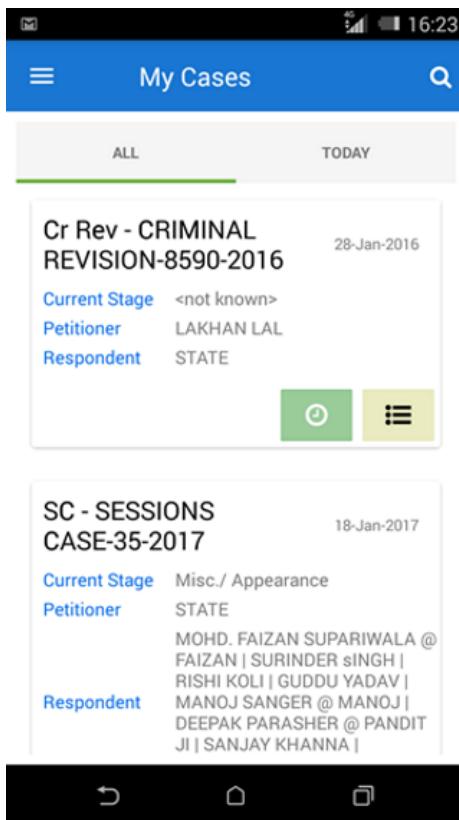 4G
16:23
My Cases
ALL TODAY
Cr Rev - CRIMINAL
REVISION-8590-2016
28-Jan-2016
Current Stage <not known>
Petitioner LAKHAN LAL
Respondent STATE
SC - SESSIONS
CASE-35-2017
18-Jan-2017
Current Stage Misc./ Appearance
Petitioner STATE
Respondent
MOHD. FAIZAN SUPARIWALA @
FAIZAN | SURINDER sINGH |
RISHI KOLI | GUDDU YADAV |
MANOJ SANGER @ MANOJ |
DEEPAK PARASHER @ PANDIT
JI | SANJAY KHANNA |